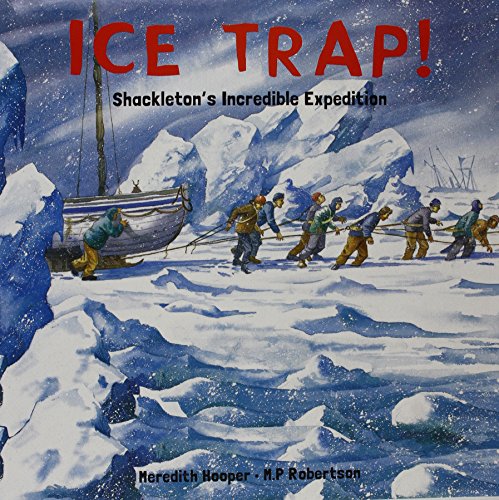 ICE TRAP!
Shackleton's Incredible Expedition
Meredith Hooper · M.P Robertson